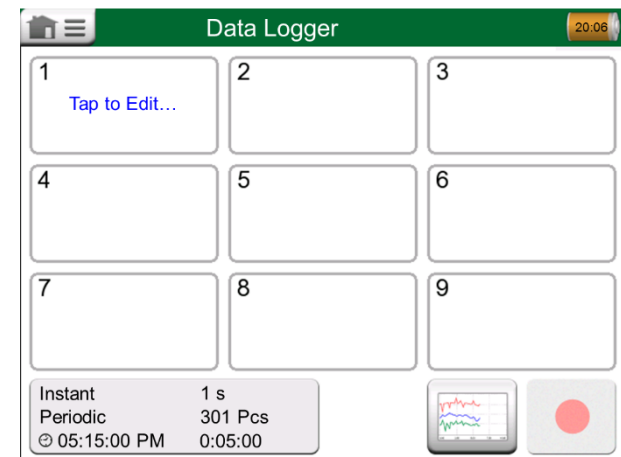 Data Logger
20:06
1
2
3
Tap to Edit...
4
5
6
7
8
9
Instant 1 s
Periodic 301 Pcs
05:15:00 PM 0:05:00